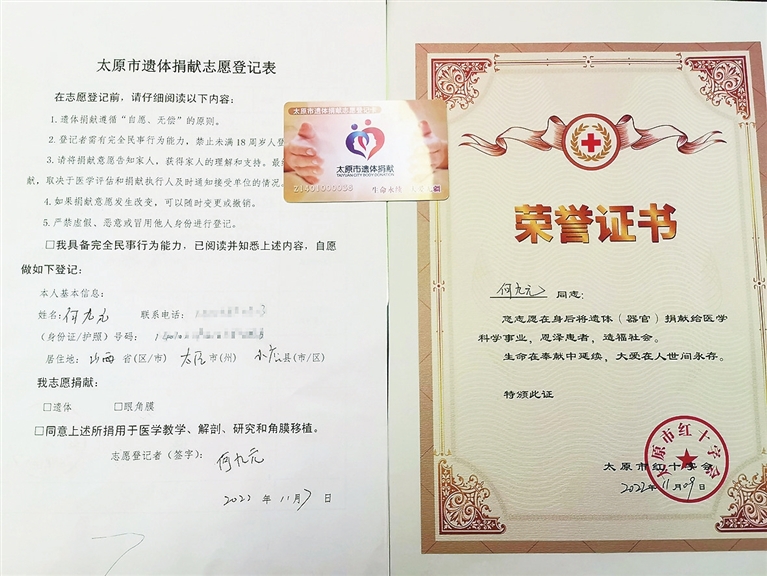 太原市遗体捐献志愿登记表
在志愿登记前，请仔细阅读以下内容：
1. 遗体捐献遵循“自愿、无偿”的原则。
2. 登记者需有完全民事行为能力，禁止未满 18 周岁人登
3. 请将捐献意愿告知家人，获得家人的理解和支持。最终
献，取决于医学评估和捐献执行人及时通知接受单位的情况
4. 如果捐献意愿发生改变，可以随时变更或撤销。
5. 严禁虚假、恶意或冒用他人身份进行登记。
□我具备完全民事行为能力，已阅读并知悉上述内容，自愿
做如下登记：
本人基本信息：
姓名：何九元 联系电话：
（身份证/护照）号码：
居住地：山西 省(区/市) 太原 市(州) 小店 县(市/区)
我志愿捐献：
□遗体 □眼角膜
□同意上述所捐用于医学教学、解剖、研究和角膜移植。
志愿登记者（签字）：何九元
2022 年 11月7 日
太原市遗体捐献志愿登记卡
太原市遗体捐献
TAIYUAN CITY BODY DONATION
Z1401000038 生命永续
荣誉证书
何九元 同志：
您志愿在身后将遗体（器官）捐献给医学
科学事业，恩泽患者，造福社会。
生命在奉献中延续，大爱在人世间永存。
特颁此证
太原市红十字会
2022年11月09日
太原市红十字会